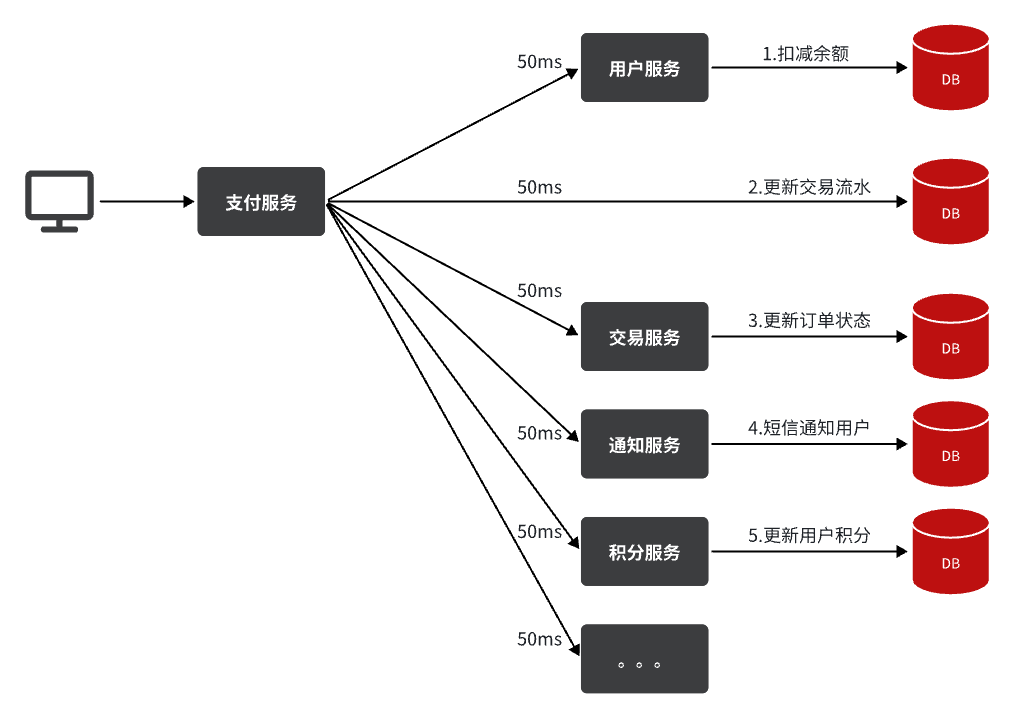 50ms
用户服务
1.扣减余额
DB
支付服务
50ms
2.更新交易流水
DB
50ms
交易服务
3.更新订单状态
DB
50ms
通知服务
4.短信通知用户
DB
50ms
积分服务
5.更新用户积分
DB
50ms
。。。